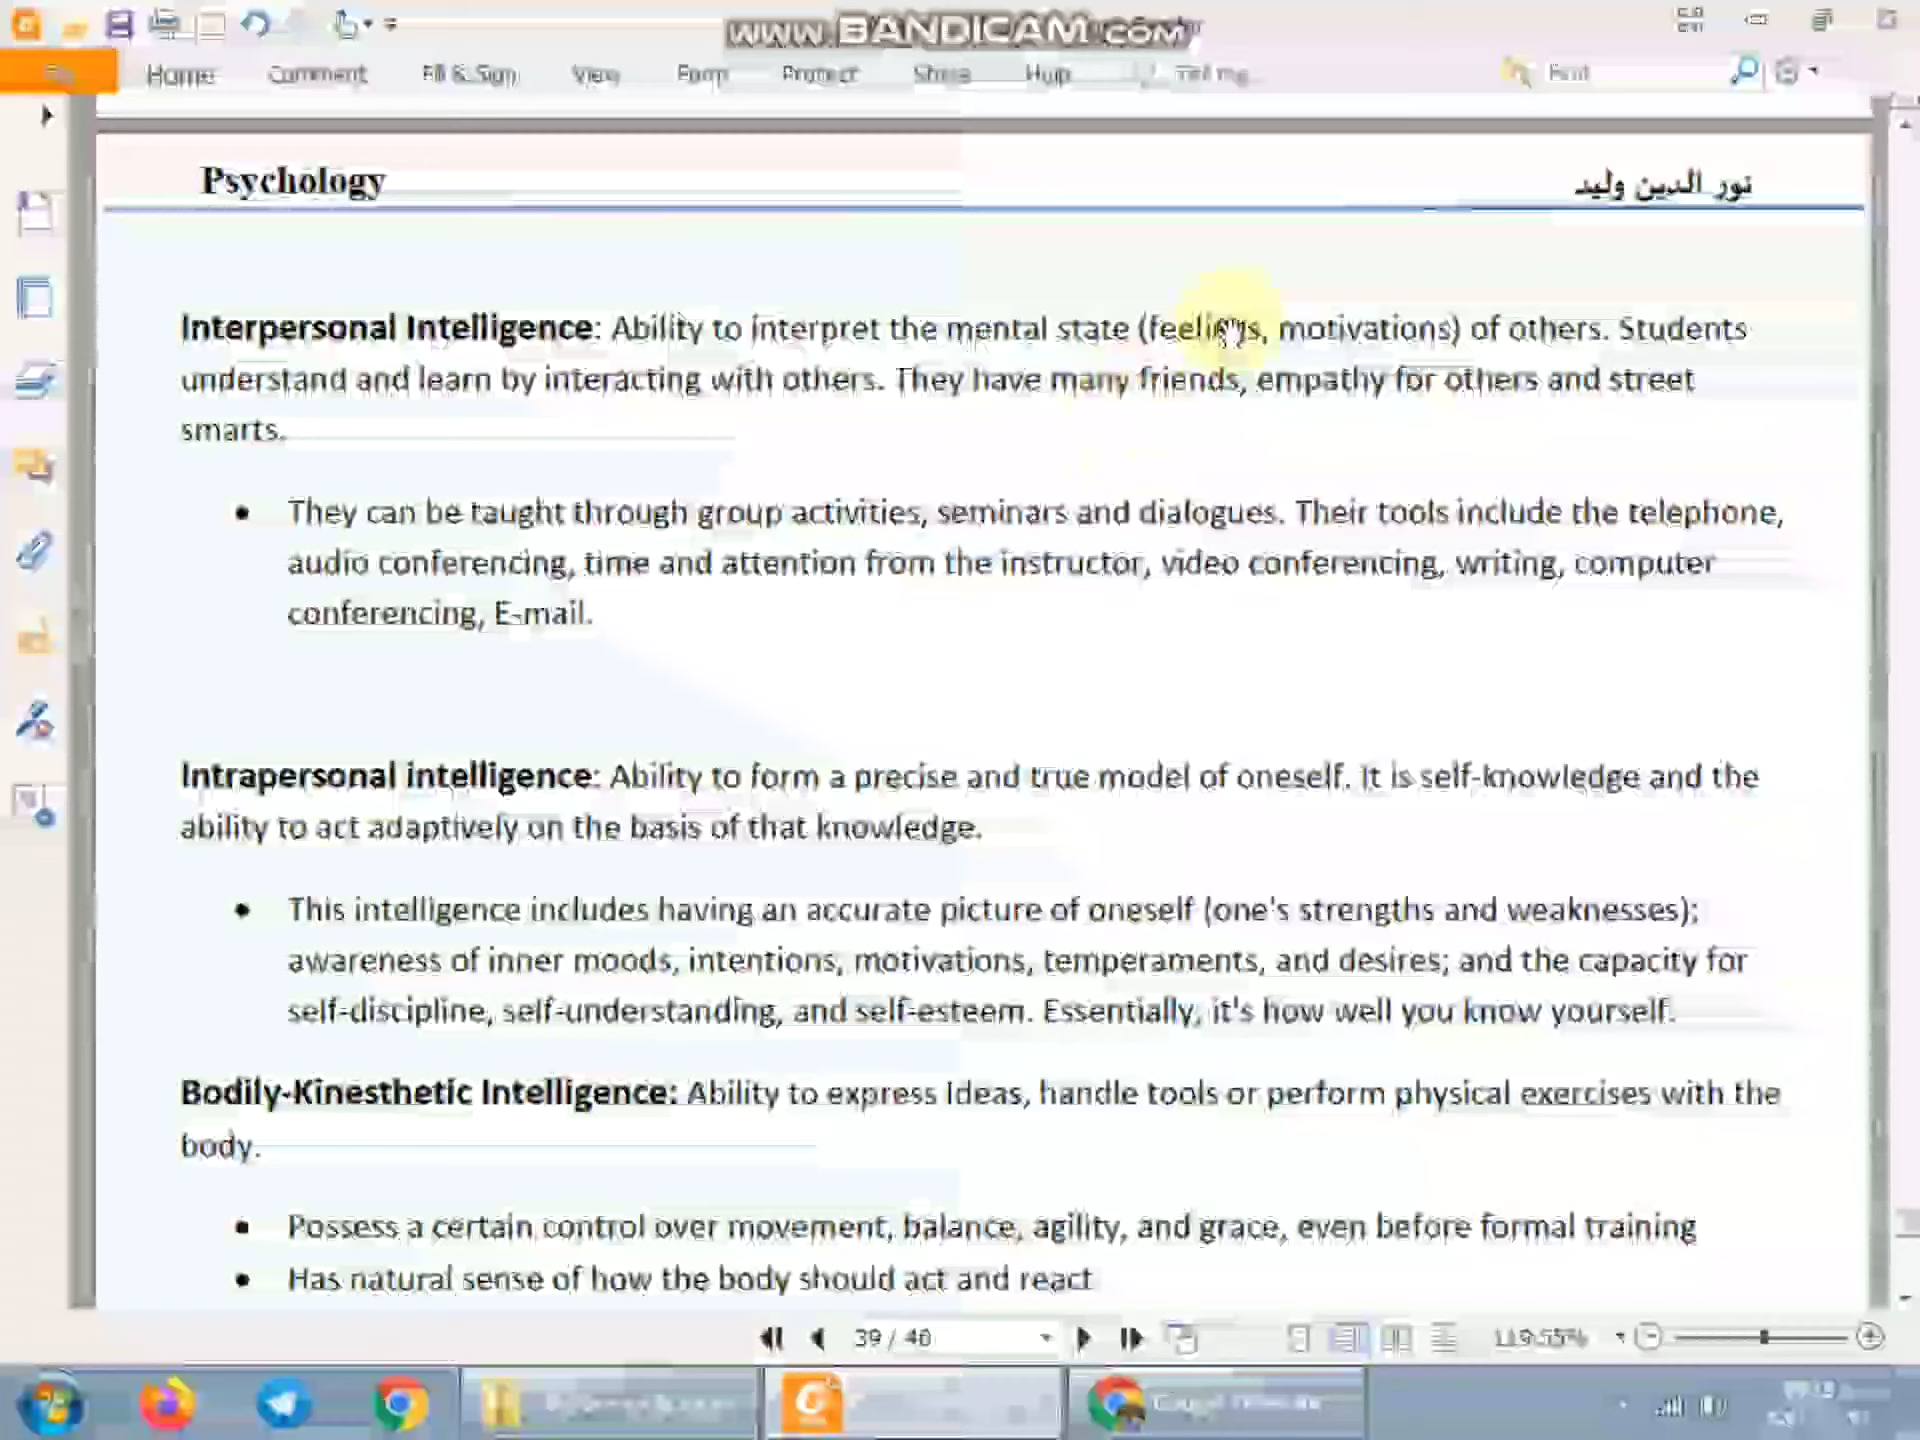 www.BANDICAM.com
Home Comment Fill & Sign View Form Protect Share Help Tell me... Find
Psychology
نور الدين وليد
Interpersonal Intelligence: Ability to interpret the mental state (feelings, motivations) of others. Students
understand and learn by interacting with others. They have many friends, empathy for others and street
smarts.
• They can be taught through group activities, seminars and dialogues. Their tools include the telephone,
audio conferencing, time and attention from the instructor, video conferencing, writing, computer
conferencing, E-mail.
Intrapersonal intelligence: Ability to form a precise and true model of oneself. It is self-knowledge and the
ability to act adaptively on the basis of that knowledge.
• This intelligence includes having an accurate picture of oneself (one's strengths and weaknesses);
awareness of inner moods, intentions, motivations, temperaments, and desires; and the capacity for
self-discipline, self-understanding, and self-esteem. Essentially, it's how well you know yourself.
Bodily-Kinesthetic Intelligence: Ability to express ideas, handle tools or perform physical exercises with the
body.
• Possess a certain control over movement, balance, agility, and grace, even before formal training
• Has natural sense of how the body should act and react
39 / 40
119.55%